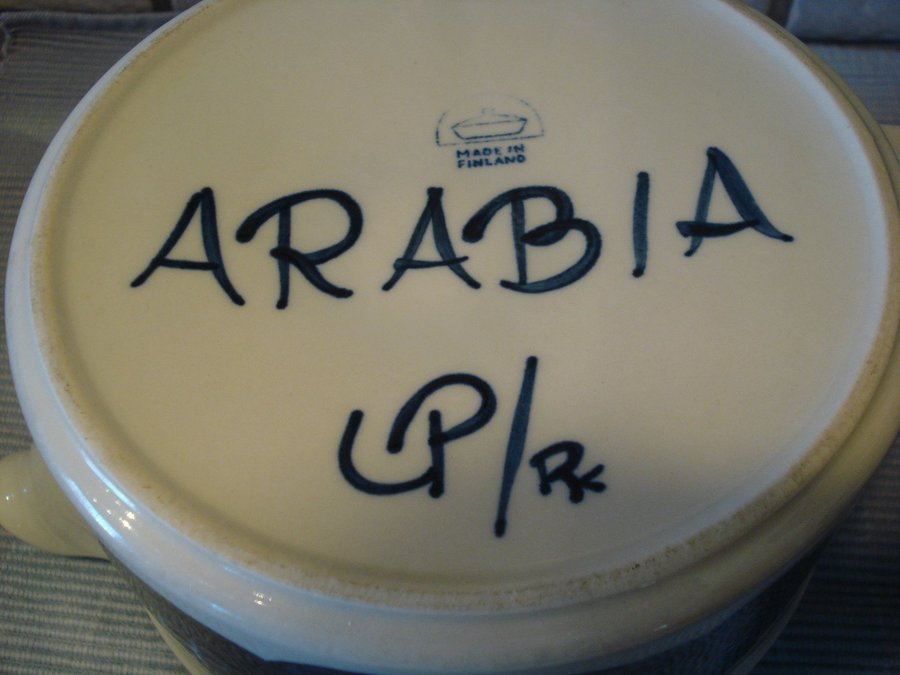 MADE IN
FINLAND
ARABIA
UP/RK